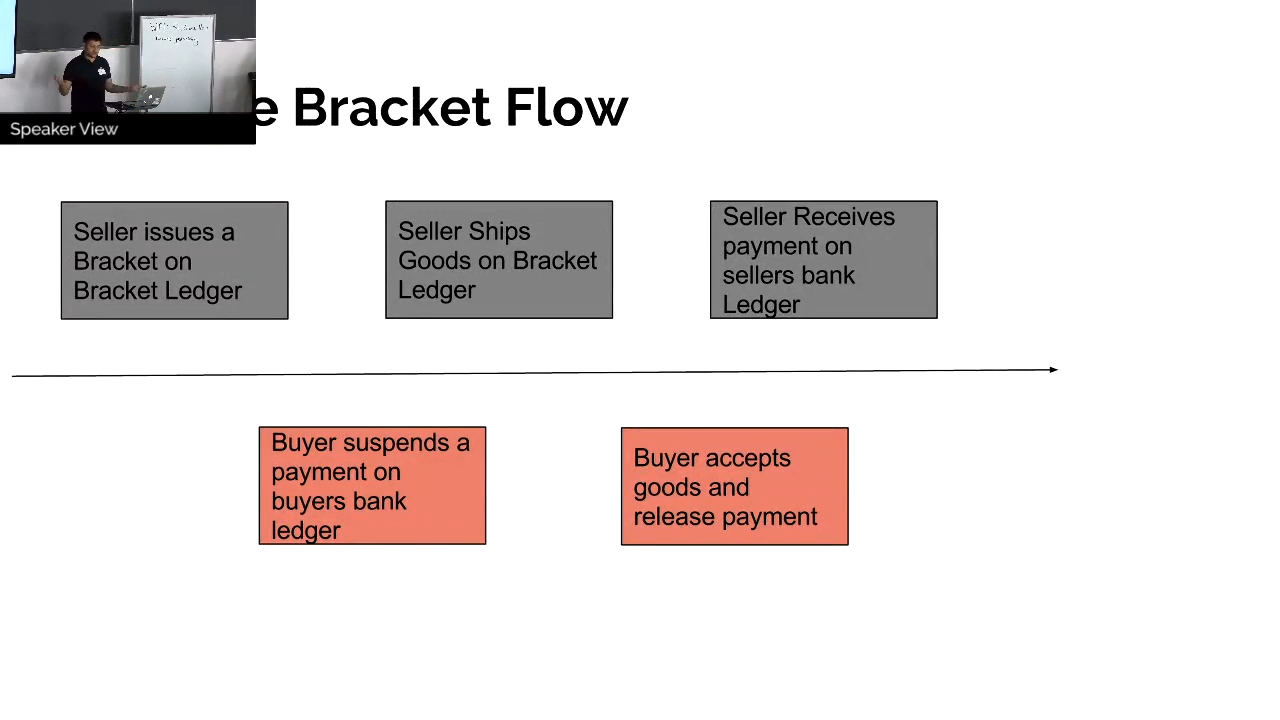 Speaker View
e Bracket Flow
Seller issues a
Bracket on
Bracket Ledger
Seller Ships
Goods on Bracket
Ledger
Seller Receives
payment on
sellers bank
Ledger
Buyer suspends a
payment on
buyers bank
ledger
Buyer accepts
goods and
release payment